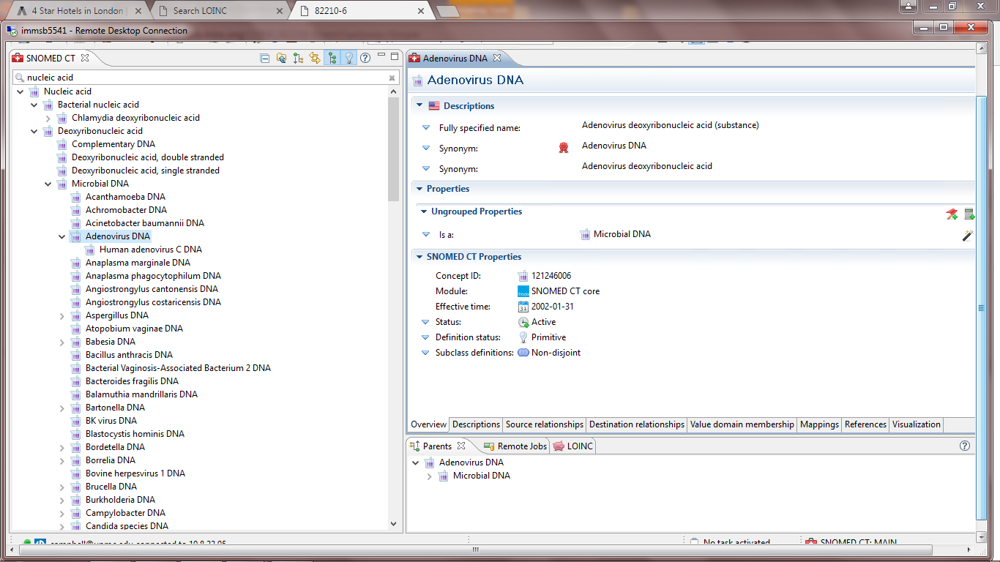 4 Star Hotels in London
Search LOINC
82210-6
immsb5541 - Remote Desktop Connection
SNOMED CT
nucleic acid
Nucleic acid
Bacterial nucleic acid
Chlamydia deoxyribonucleic acid
Deoxyribonucleic acid
Complementary DNA
Deoxyribonucleic acid, double stranded
Deoxyribonucleic acid, single stranded
Microbial DNA
Acanthamoeba DNA
Achromobacter DNA
Acinetobacter baumannii DNA
Adenovirus DNA
Human adenovirus C DNA
Anaplasma marginale DNA
Anaplasma phagocytophilum DNA
Angiostrongylus cantonensis DNA
Angiostrongylus costaricensis DNA
Aspergillus DNA
Atopobium vaginae DNA
Babesia DNA
Bacillus anthracis DNA
Bacterial Vaginosis-Associated Bacterium 2 DNA
Bacteroides fragilis DNA
Balamuthia mandrillaris DNA
Bartonella DNA
BK virus DNA
Blastocystis hominis DNA
Bordetella DNA
Borrelia DNA
Bovine herpesvirus 1 DNA
Brucella DNA
Burkholderia DNA
Campylobacter DNA
Candida species DNA
Adenovirus DNA
Adenovirus DNA
Descriptions
Fully specified name: Adenovirus deoxyribonucleic acid (substance)
Synonym: Adenovirus DNA
Synonym: Adenovirus deoxyribonucleic acid
Properties
Ungrouped Properties
Is a: Microbial DNA
SNOMED CT Properties
Concept ID: 121246006
Module: SNOMED CT core
Effective time: 31 2002-01-31
Status: Active
Definition status: Primitive
Subclass definitions: Non-disjoint
Overview Descriptions Source relationships Destination relationships Value domain membership Mappings References Visualization
Parents Remote Jobs LOINC
Adenovirus DNA
Microbial DNA
No task activated
SNOMED CT: MAIN